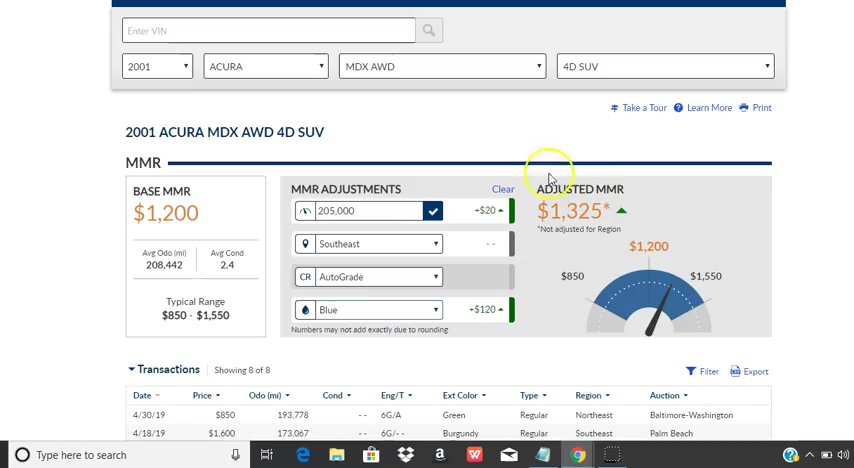 Enter VIN
2001 ACURA MDX AWD 4D SUV
Take a Tour Learn More Print
2001 ACURA MDX AWD 4D SUV
MMR
BASE MMR
$1,200
Avg Odo (mi) Avg Cond
208,442 2.4
Typical Range
$850 - $1,550
MMR ADJUSTMENTS Clear
205,000 +$20
Southeast - -
CR AutoGrade
Blue +$120
Numbers may not add exactly due to rounding
ADJUSTED MMR
$1,325*
*Not adjusted for Region
$1,200
$850 $1,550
Transactions Showing 8 of 8 Filter Export
Date Price Odo (mi) Cond Eng/T Ext Color Type Region Auction
4/30/19 $850 193,778 - - 6G/A Green Regular Northeast Baltimore-Washington
4/18/19 $1,600 173,067 - - 6G/- - Burgundy Regular Southeast Palm Beach
Type here to search